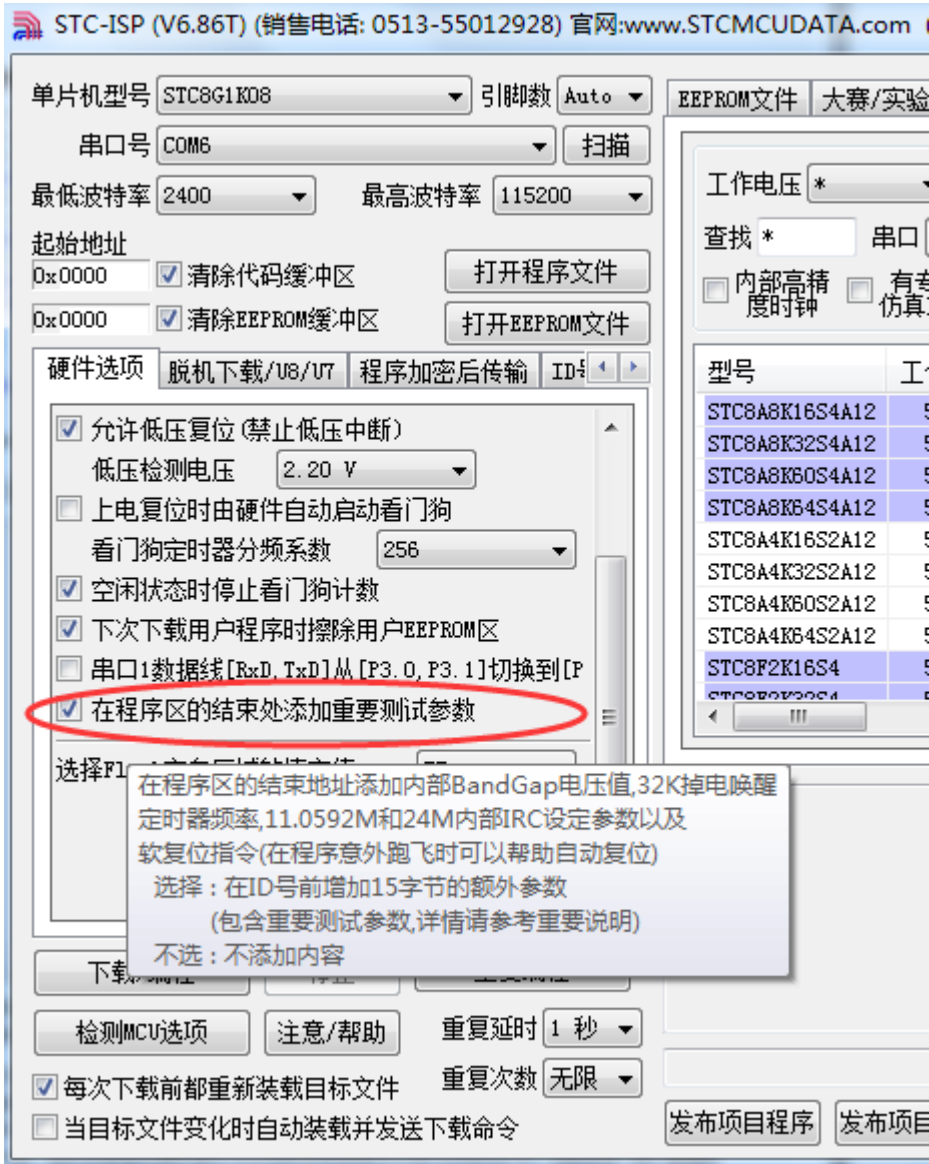 STC-ISP (V6.86T) (销售电话: 0513-55012928) 官网:www.STCMCUDATA.com
单片机型号 STC8G1K08 引脚数 Auto
串口号 COM6 扫描
最低波特率 2400 最高波特率 115200
起始地址
0x0000 清除代码缓冲区 打开程序文件
0x0000 清除EEPROM缓冲区 打开EEPROM文件
硬件选项 脱机下载/U8/U7 程序加密后传输
允许低压复位(禁止低压中断)
低压检测电压 2.20 V
上电复位时由硬件自动启动看门狗
看门狗定时器分频系数 256
空闲状态时停止看门狗计数
下次下载用户程序时擦除用户EEPROM区
串口1数据线[RxD,TxD]从[P3.0,P3.1]切换到[P
在程序区的结束处添加重要测试参数
在程序区的结束地址添加内部BandGap电压值,32K掉电唤醒
定时器频率,11.0592M和24M内部IRC设定参数以及
软复位指令(在程序意外跑飞时可以帮助自动复位)
选择 : 在ID号前增加15字节的额外参数
(包含重要测试参数,详情请参考重要说明)
不选 : 不添加内容
检测MCU选项 注意/帮助 重复延时 1 秒
每次下载前都重新装载目标文件 重复次数 无限
当目标文件变化时自动装载并发送下载命令
EEPROM文件 大赛/实验
工作电压 *
查找 * 串口
内部高精
度时钟
型号
STC8A8K16S4A12
STC8A8K32S4A12
STC8A8K60S4A12
STC8A8K64S4A12
STC8A4K16S2A12
STC8A4K32S2A12
STC8A4K60S2A12
STC8A4K64S2A12
STC8F2K16S4
发布项目程序 发布项目